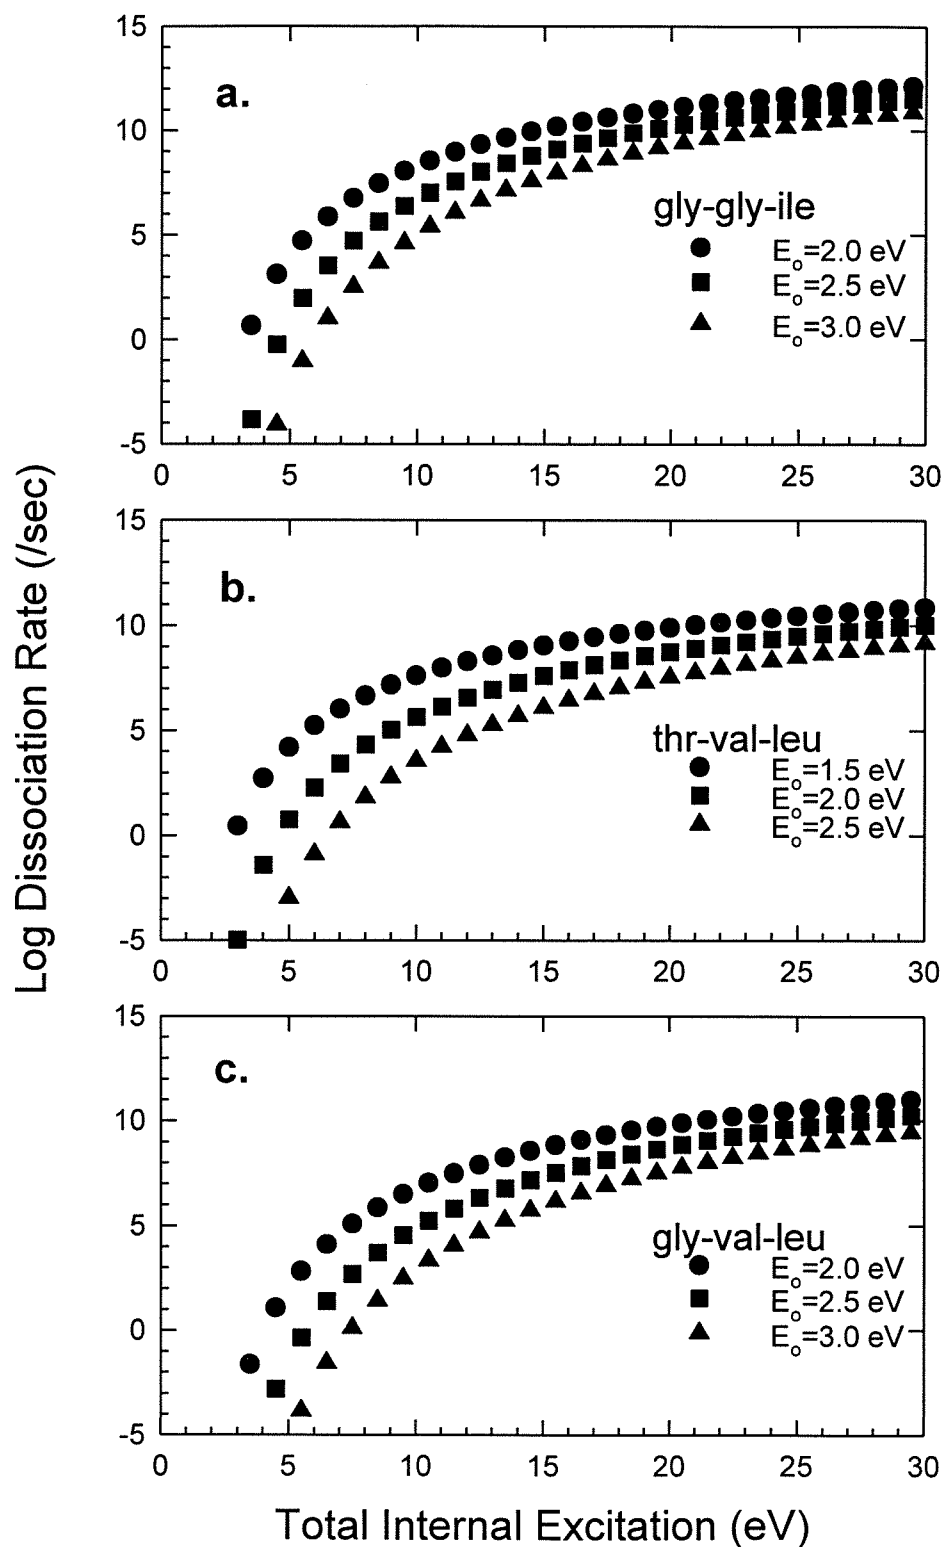 Log Dissociation Rate (/sec)
15
10
5
0
-5
a.
gly-gly-ile
E₀=2.0 eV
E₀=2.5 eV
E₀=3.0 eV
0 5 10 15 20 25 30
15
10
5
0
-5
b.
thr-val-leu
E₀=1.5 eV
E₀=2.0 eV
E₀=2.5 eV
0 5 10 15 20 25 30
15
10
5
0
-5
c.
gly-val-leu
E₀=2.0 eV
E₀=2.5 eV
E₀=3.0 eV
0 5 10 15 20 25 30
Total Internal Excitation (eV)